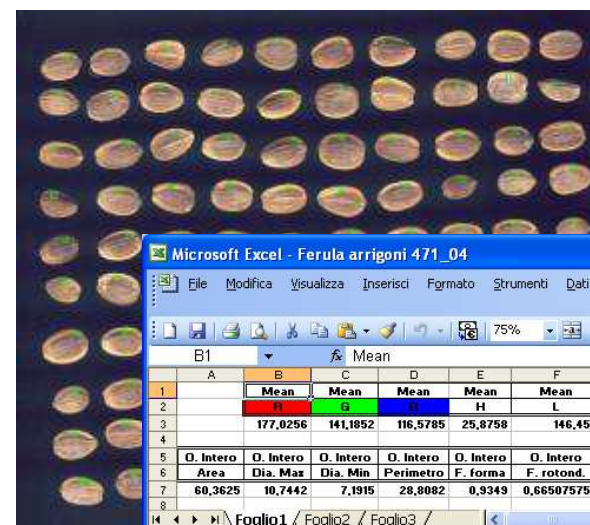 Microsoft Excel - Ferula arrigoni 471_04
File Modifica Visualizza Inserisci Formato Strumenti Dati
75%
B1 fx Mean
A B C D E F
1 Mean Mean Mean Mean Mean
2 R G B H L
3 177,0256 141,1852 116,5785 25,8758 146,45
4
5 O. Intero O. Intero O. Intero O. Intero O. Intero O. Intero
6 Area Dia. Max Dia. Min Perimetro F. forma F. rotond.
7 60,3625 10,7442 7,1915 28,8082 0,9349 0,66507575
8
Foglio1 Foglio2 Foglio3